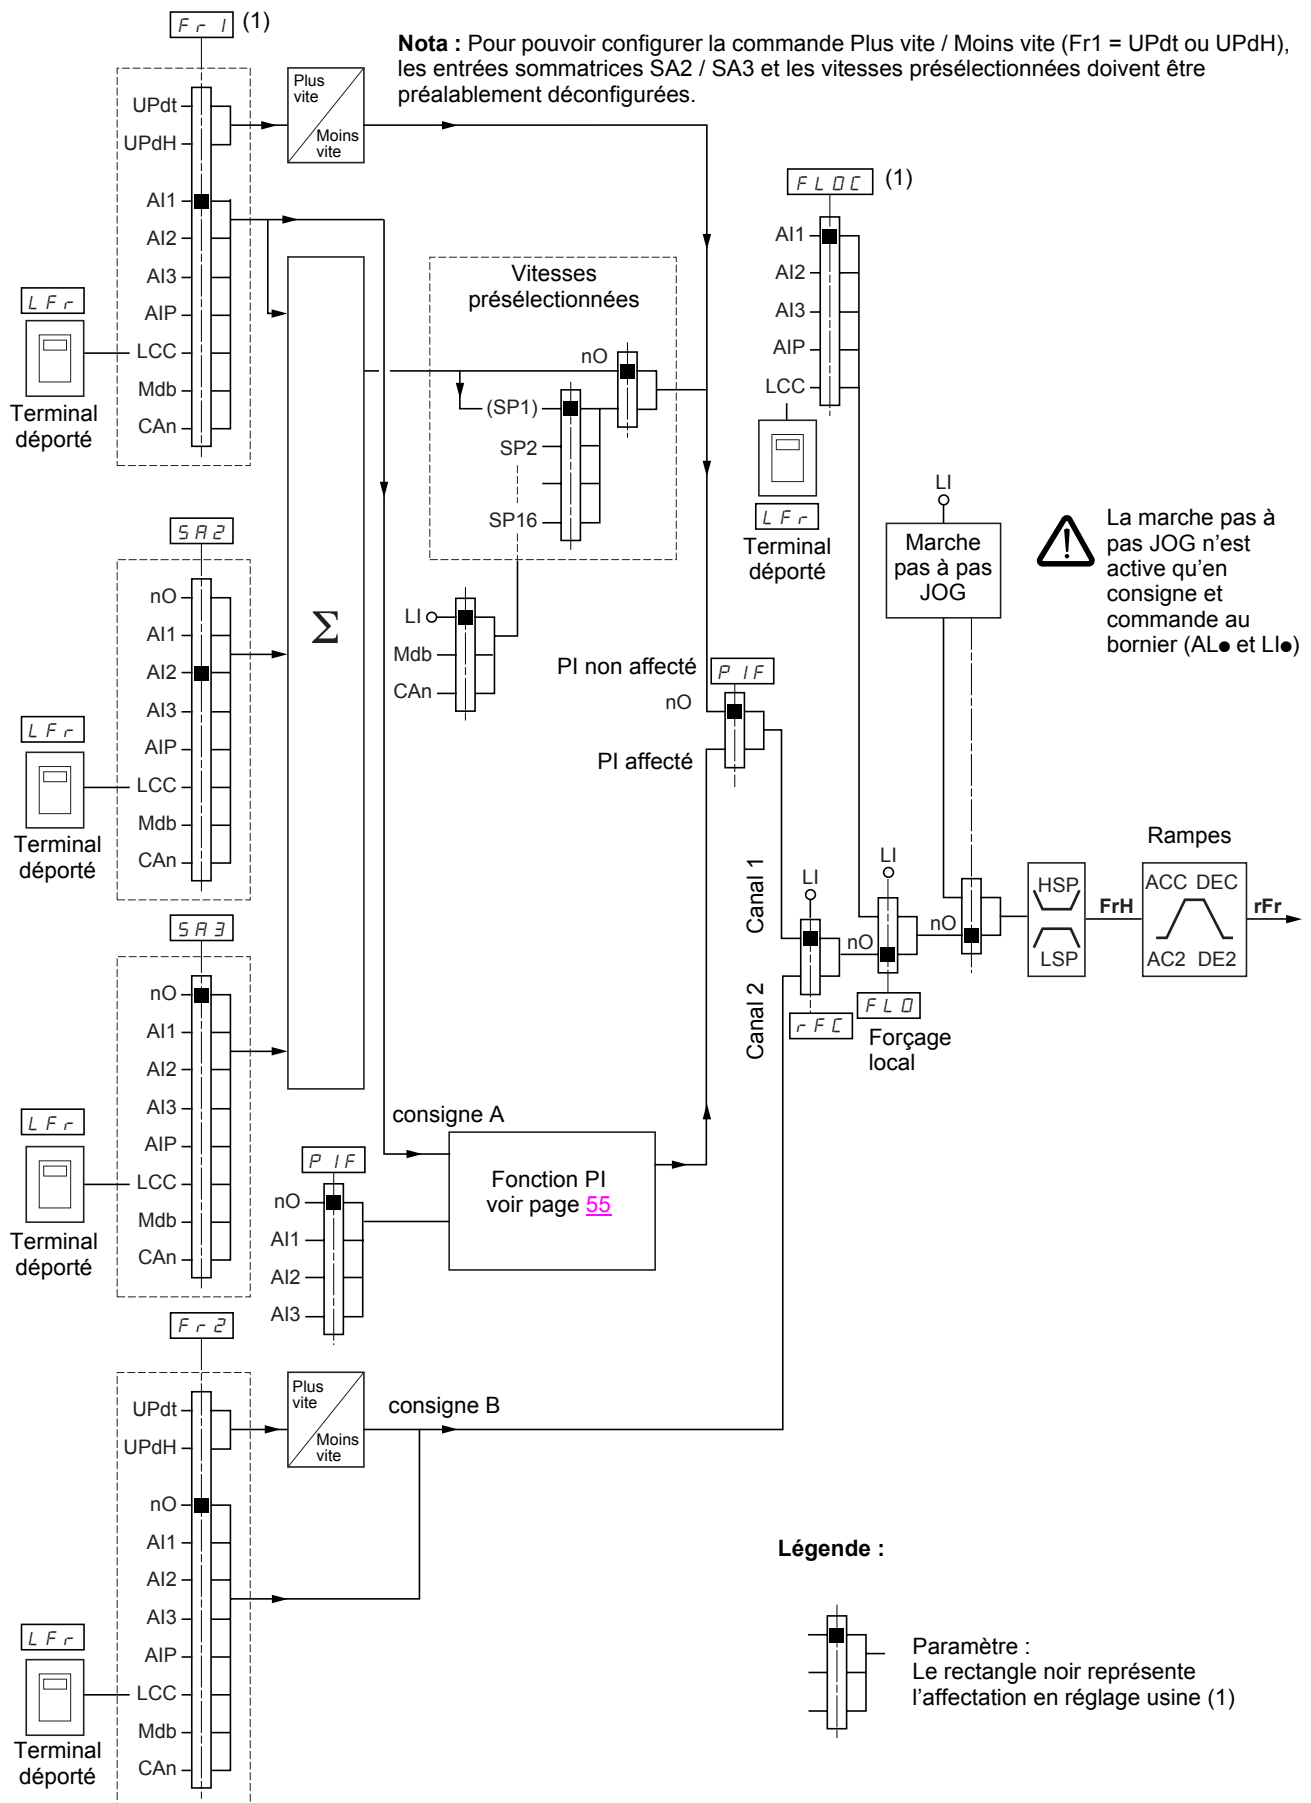 Fr1 (1)
Nota : Pour pouvoir configurer la commande Plus vite / Moins vite (Fr1 = UPdt ou UPdH),
les entrées sommatrices SA2 / SA3 et les vitesses présélectionnées doivent être
préalablement déconfigurées.
UPdt
UPdH
AI1
AI2
AI3
AIP
LCC
Mdb
CAn
LFr
Terminal
déporté
Plus
vite
Moins
vite
SA2
nO
AI1
AI2
AI3
AIP
LCC
Mdb
CAn
LFr
Terminal
déporté
SA3
nO
AI1
AI2
AI3
AIP
LCC
Mdb
CAn
LFr
Terminal
déporté
Σ
Vitesses
présélectionnées
nO
(SP1)
SP2
SP16
LI
Mdb
CAn
FLOC (1)
AI1
AI2
AI3
AIP
LCC
LFr
Terminal
déporté
LI
Marche
pas à pas
JOG
La marche pas à
pas JOG n'est
active qu'en
consigne et
commande au
bornier (AL● et LI●)
PI non affecté
PIF
nO
PI affecté
Canal 1
Canal 2
LI
rFC
nO
LI
FLO
Forçage
local
nO
HSP
LSP
FrH
Rampes
ACC DEC
AC2 DE2
rFr
consigne A
PIF
nO
AI1
AI2
AI3
Fonction PI
voir page 55
Fr2
UPdt
UPdH
nO
AI1
AI2
AI3
AIP
LCC
Mdb
CAn
LFr
Terminal
déporté
Plus
vite
Moins
vite
consigne B
Légende :
Paramètre :
Le rectangle noir représente
l'affectation en réglage usine (1)